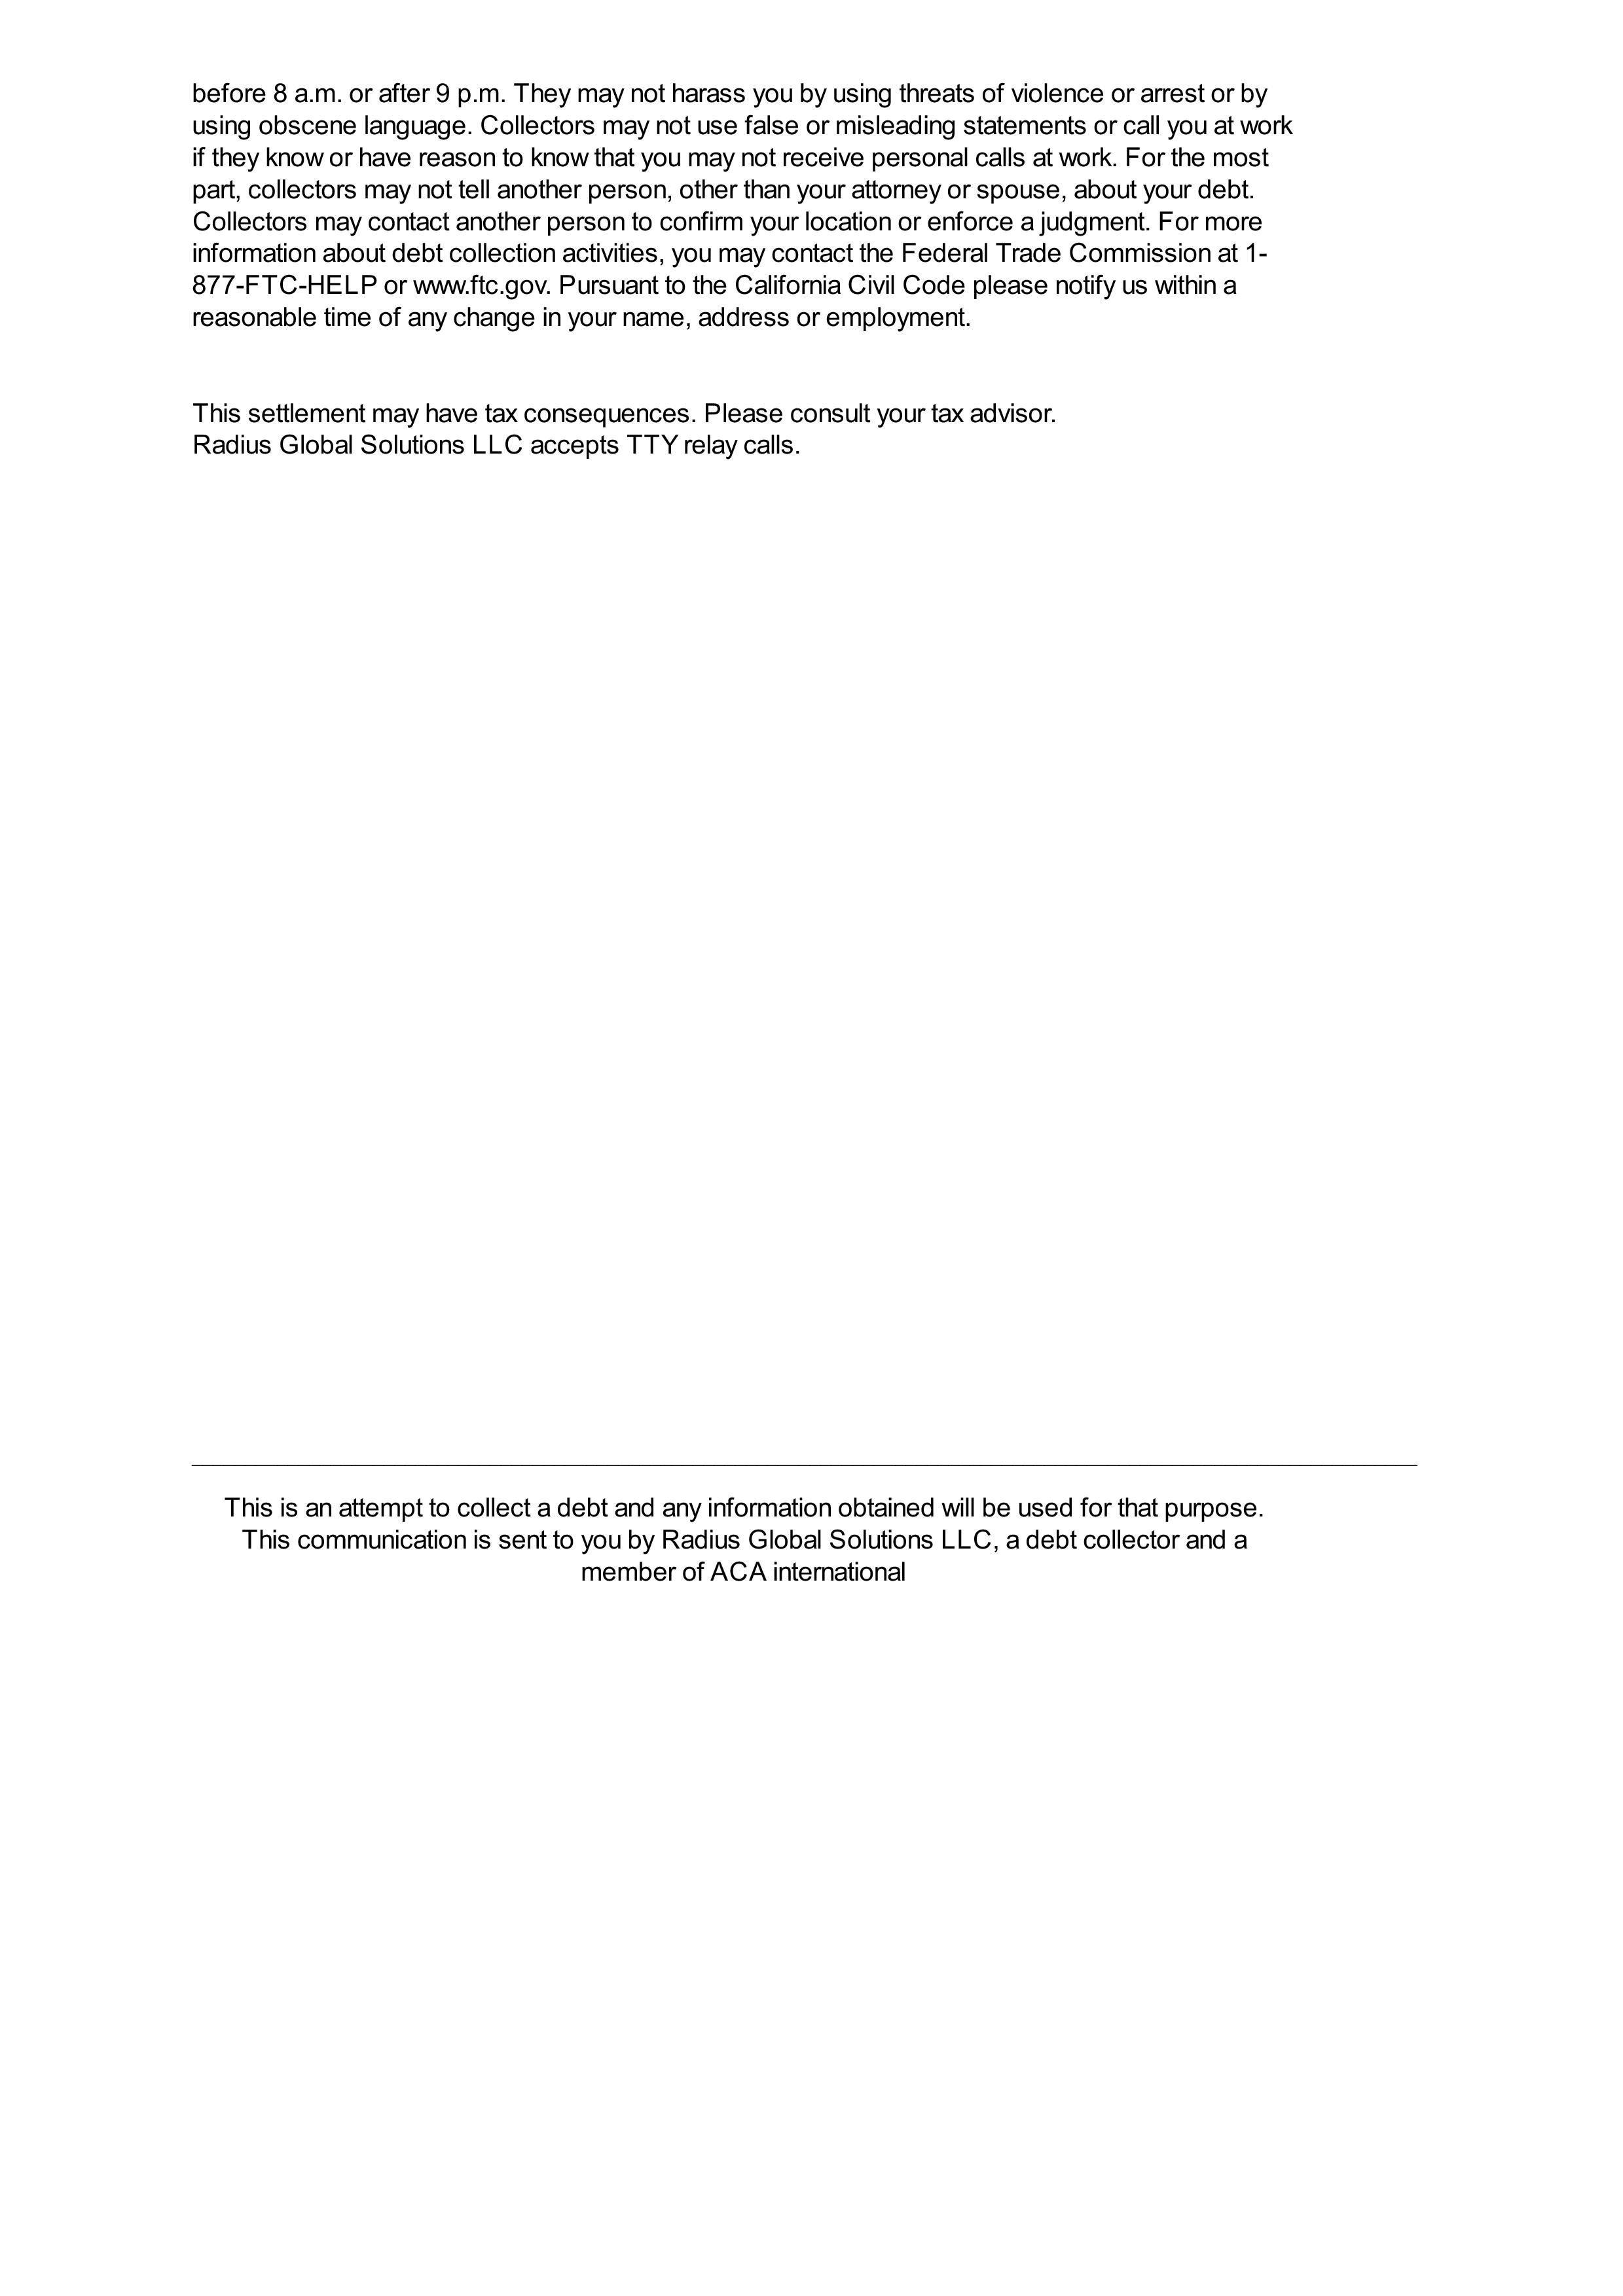 before 8 a.m. or after 9 p.m. They may not harass you by using threats of violence or arrest or by
using obscene language. Collectors may not use false or misleading statements or call you at work
if they know or have reason to know that you may not receive personal calls at work. For the most
part, collectors may not tell another person, other than your attorney or spouse, about your debt.
Collectors may contact another person to confirm your location or enforce a judgment. For more
information about debt collection activities, you may contact the Federal Trade Commission at 1-
877-FTC-HELP or www.ftc.gov. Pursuant to the California Civil Code please notify us within a
reasonable time of any change in your name, address or employment.
This settlement may have tax consequences. Please consult your tax advisor.
Radius Global Solutions LLC accepts TTY relay calls.
This is an attempt to collect a debt and any information obtained will be used for that purpose.
This communication is sent to you by Radius Global Solutions LLC, a debt collector and a
member of ACA international